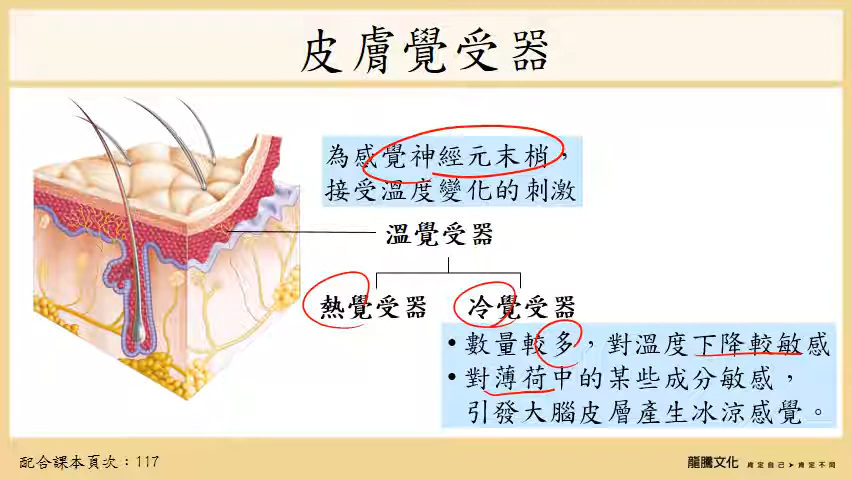 皮膚覺受器
為感覺神經元末梢，
接受溫度變化的刺激
溫覺受器
熱覺受器
冷覺受器
•數量較多，對溫度下降較敏感
•對薄荷中的某些成分敏感，
引發大腦皮層產生冰涼感覺。
配合課本頁次：117
龍騰文化 肯定自己➤肯定不同